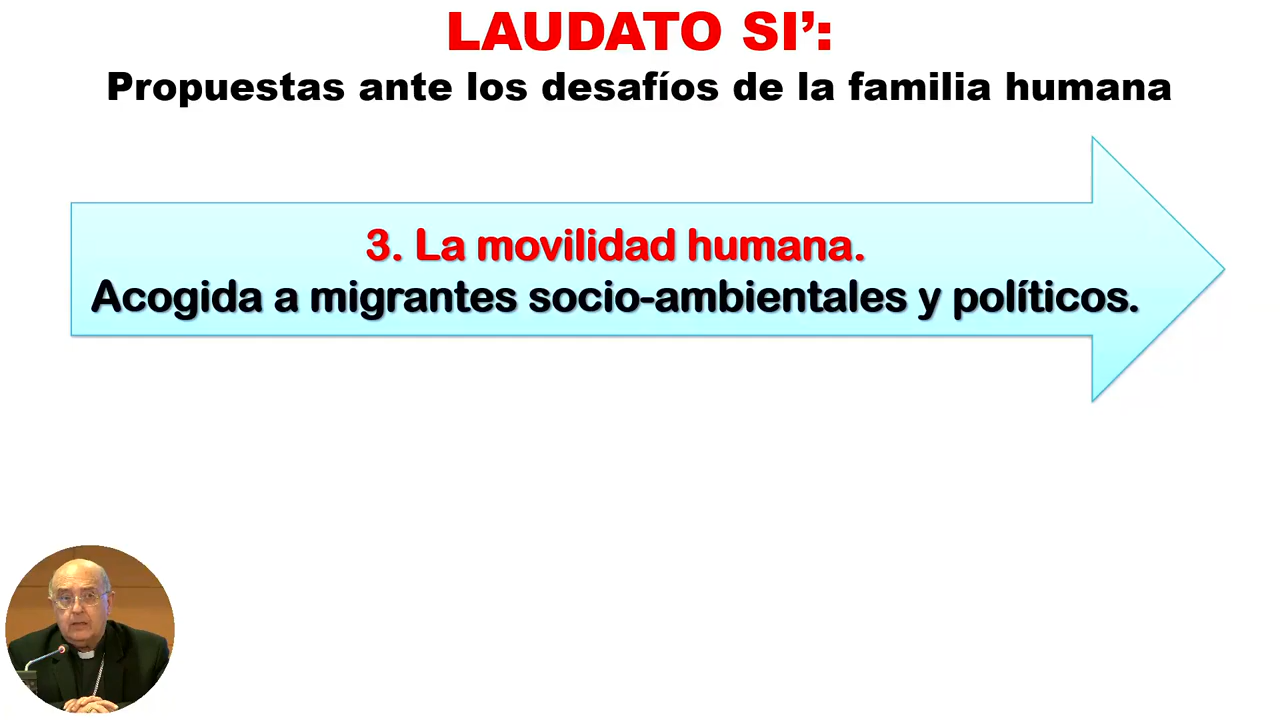 LAUDATO SI’:
Propuestas ante los desafíos de la familia humana
3. La movilidad humana.
Acogida a migrantes socio-ambientales y políticos.